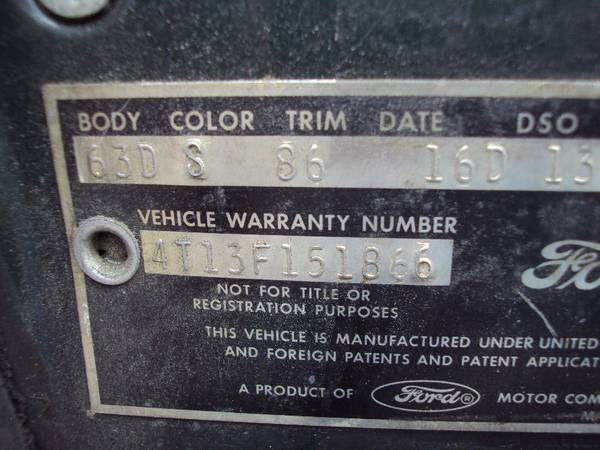 BODY COLOR TRIM DATE DSO
63D S 86 16D 13
VEHICLE WARRANTY NUMBER
4T13F151866
NOT FOR TITLE OR
REGISTRATION PURPOSES
THIS VEHICLE IS MANUFACTURED UNDER UNITED
AND FOREIGN PATENTS AND PATENT APPLICAT
A PRODUCT OF Ford® MOTOR COM